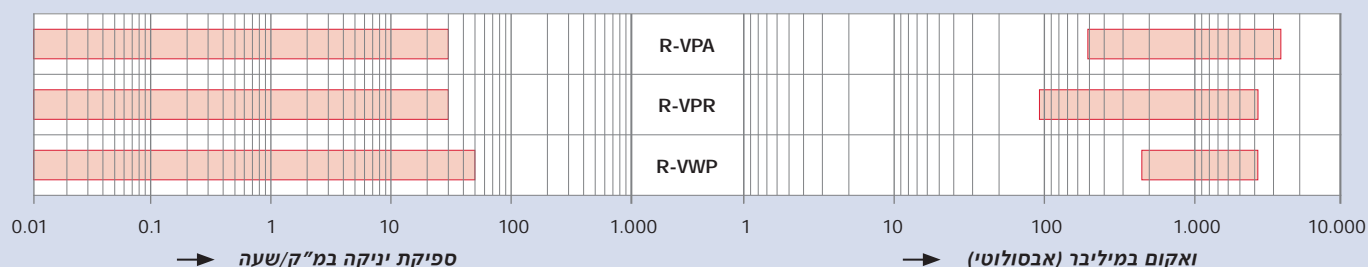 R-VPA
R-VPR
R-VWP
0.01 0.1 1 10 100 1.000 1 10 100 1.000 10.000
ספיקת יניקה במ״ק/שעה
ואקום במיליבר (אבסולוטי)